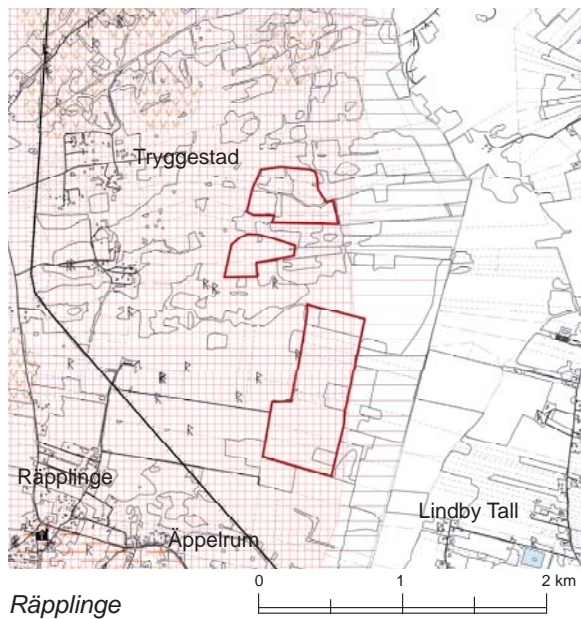 Tryggestad
R
R R
R
R
R
R R R
R R
R
Räpplinge
Lindby Tall
Äppelrum
R
0 1 2 km
Räpplinge